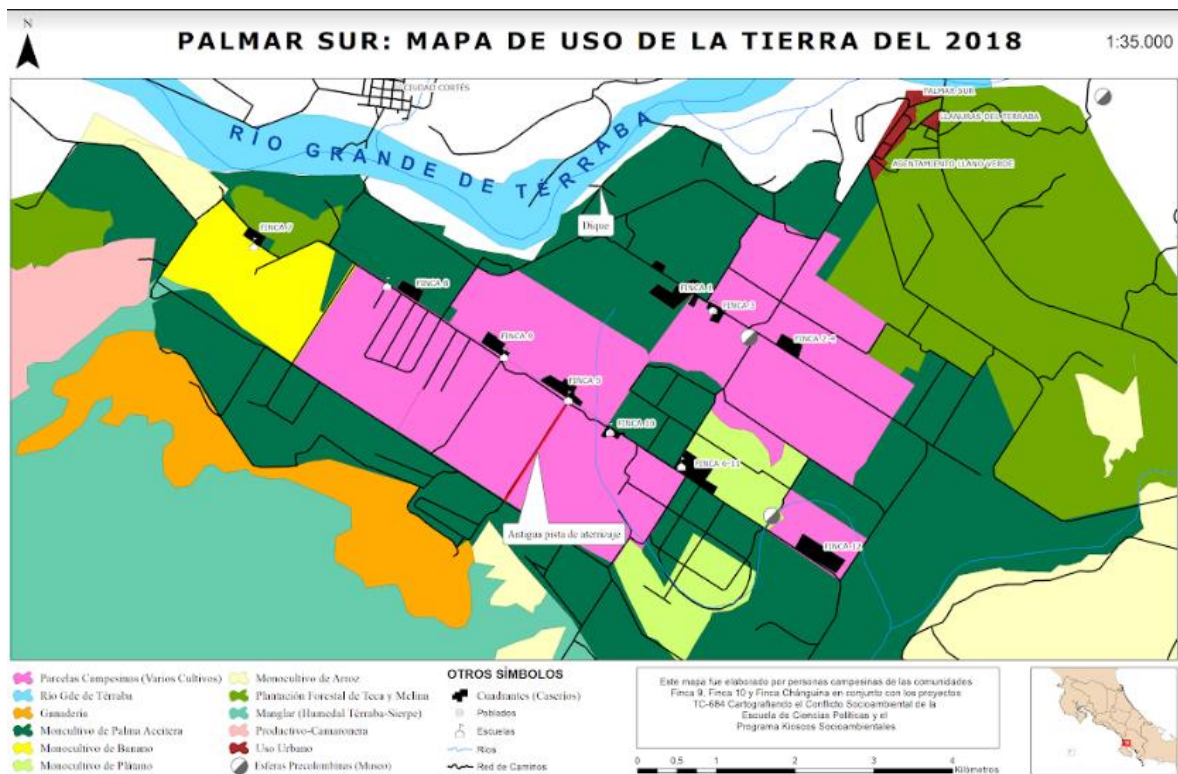 N
PALMAR SUR: MAPA DE USO DE LA TIERRA DEL 2018
1:35.000
CIUDAD CORTÉS
PALMAR SUR
LLANURAS DEL TERRABA
ASENTAMIENTO LLANO VERDE
RÍO GRANDE DE TÉRRABA
Dique
FINCA 7
FINCA 8
FINCA 1
FINCA 3
FINCA 2-4
FINCA 9
FINCA 5
FINCA 10
FINCA 6-11
FINCA 12
Antigua pista de aterrizaje
Parcelas Campesinas (Varios Cultivos)
Río Gde de Térraba
Ganadería
Moncultivo de Palma Aceitera
Monocultivo de Banano
Monocultivo de Plátano
Monocultivo de Arroz
Plantación Forestal de Teca y Melina
Manglar (Humedal Térraba-Sierpe)
Productivo-Camaronera
Uso Urbano
Esferas Precolombinas (Museo)
OTROS SÍMBOLOS
Cuadrantes (Caseríos)
Poblados
Escuelas
Ríos
Red de Caminos
Este mapa fue elaborado por personas campesinas de las comunidades
Finca 9, Finca 10 y Finca Chánguina en conjunto con los proyectos
TC-684 Cartografiando el Conflicto Socioambiental de la
Escuela de Ciencias Políticas y el
Programa Kioscos Socioambientales.
0 0,5 1 2 3 4
Kilómetros